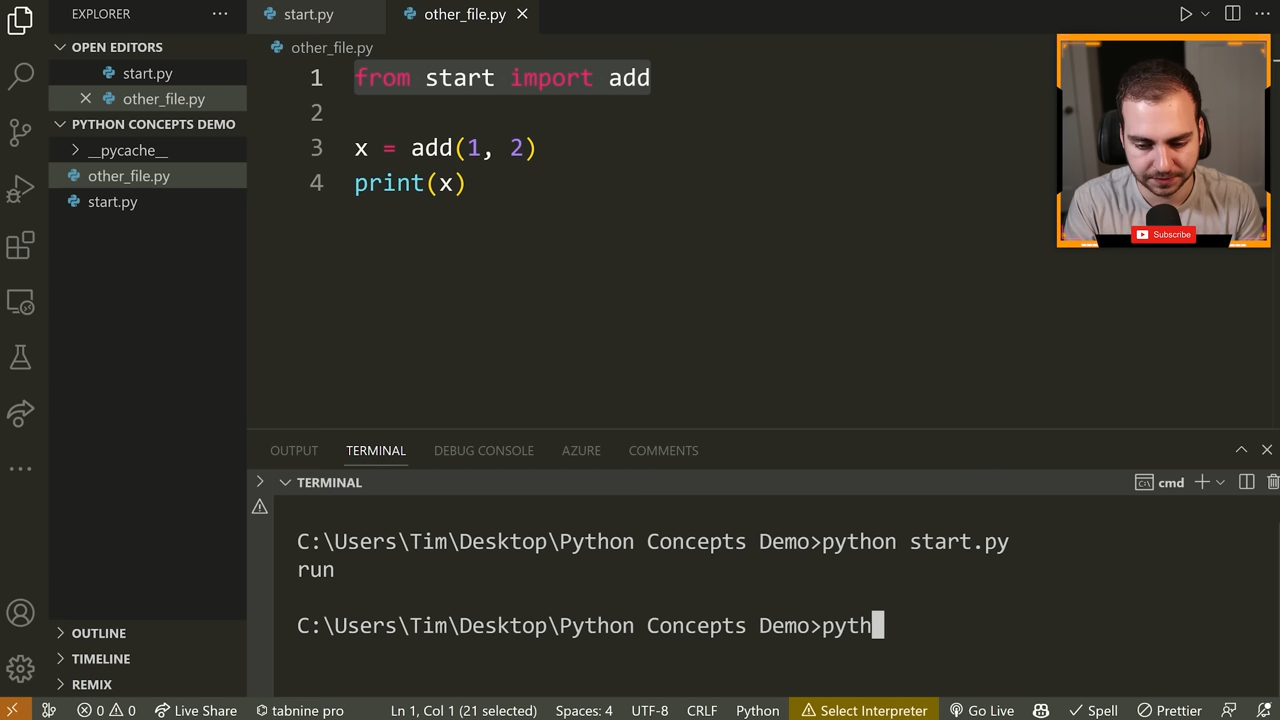 EXPLORER
start.py
other_file.py
OPEN EDITORS
start.py
other_file.py
PYTHON CONCEPTS DEMO
__pycache__
other_file.py
start.py
OUTLINE
TIMELINE
REMIX
other_file.py
1 from start import add
2
3 x = add(1, 2)
4 print(x)
Subscribe
OUTPUT TERMINAL DEBUG CONSOLE AZURE COMMENTS
TERMINAL
cmd
C:\Users\Tim\Desktop\Python Concepts Demo>python start.py
run
C:\Users\Tim\Desktop\Python Concepts Demo>pyth
0 0 Live Share tabnine pro Ln 1, Col 1 (21 selected) Spaces: 4 UTF-8 CRLF Python Select Interpreter Go Live Spell Prettier